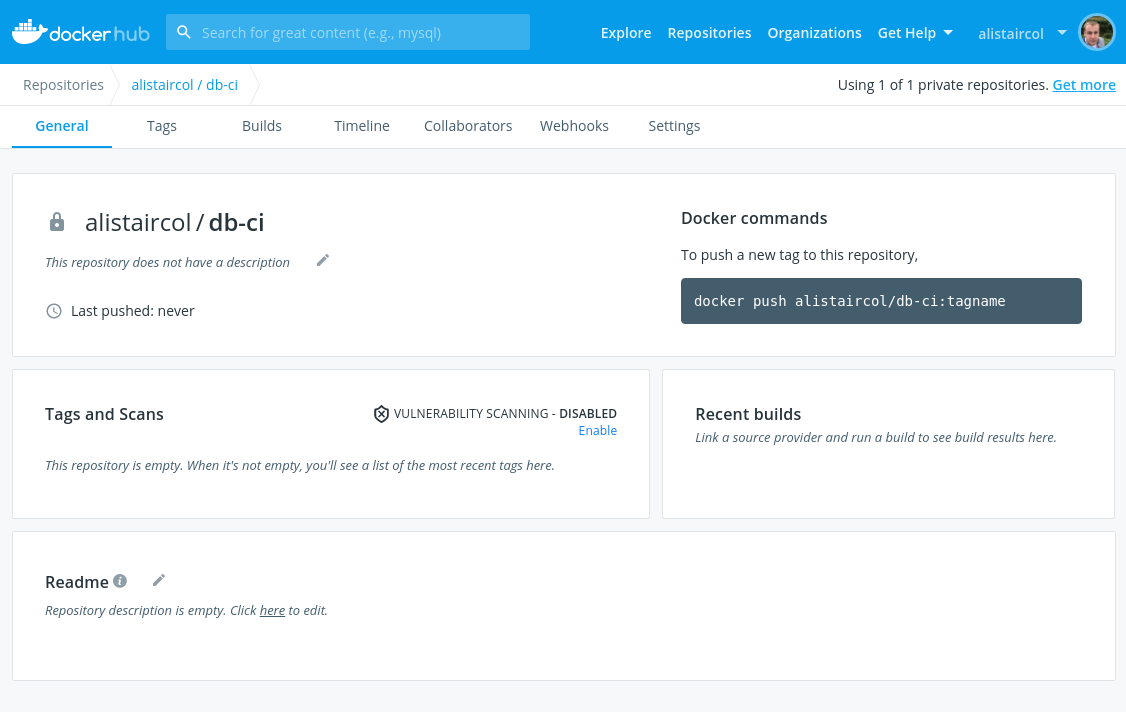 docker hub
Search for great content (e.g., mysql)
Explore Repositories Organizations Get Help alistaircol
Repositories alistaircol / db-ci
Using 1 of 1 private repositories. Get more
General Tags Builds Timeline Collaborators Webhooks Settings
alistaircol / db-ci
This repository does not have a description
Last pushed: never
Docker commands
To push a new tag to this repository,
docker push alistaircol/db-ci:tagname
Tags and Scans
VULNERABILITY SCANNING - DISABLED
Enable
This repository is empty. When it's not empty, you'll see a list of the most recent tags here.
Recent builds
Link a source provider and run a build to see build results here.
Readme
Repository description is empty. Click here to edit.